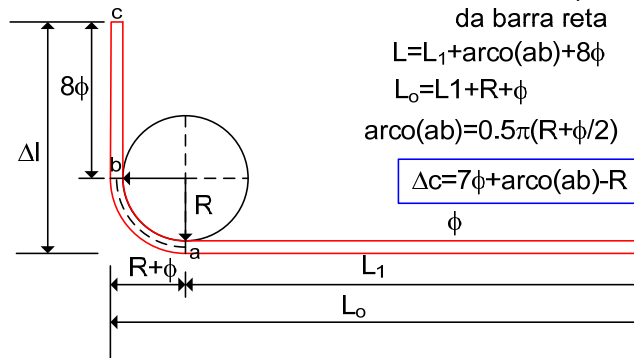 c
da barra reta
L=L₁+arco(ab)+8ϕ
8ϕ
Lₒ=L1+R+ϕ
arco(ab)=0.5π(R+ϕ/2)
Δl
b
Δc=7ϕ+arco(ab)-R
R
ϕ
a
R+ϕ
L₁
Lₒ